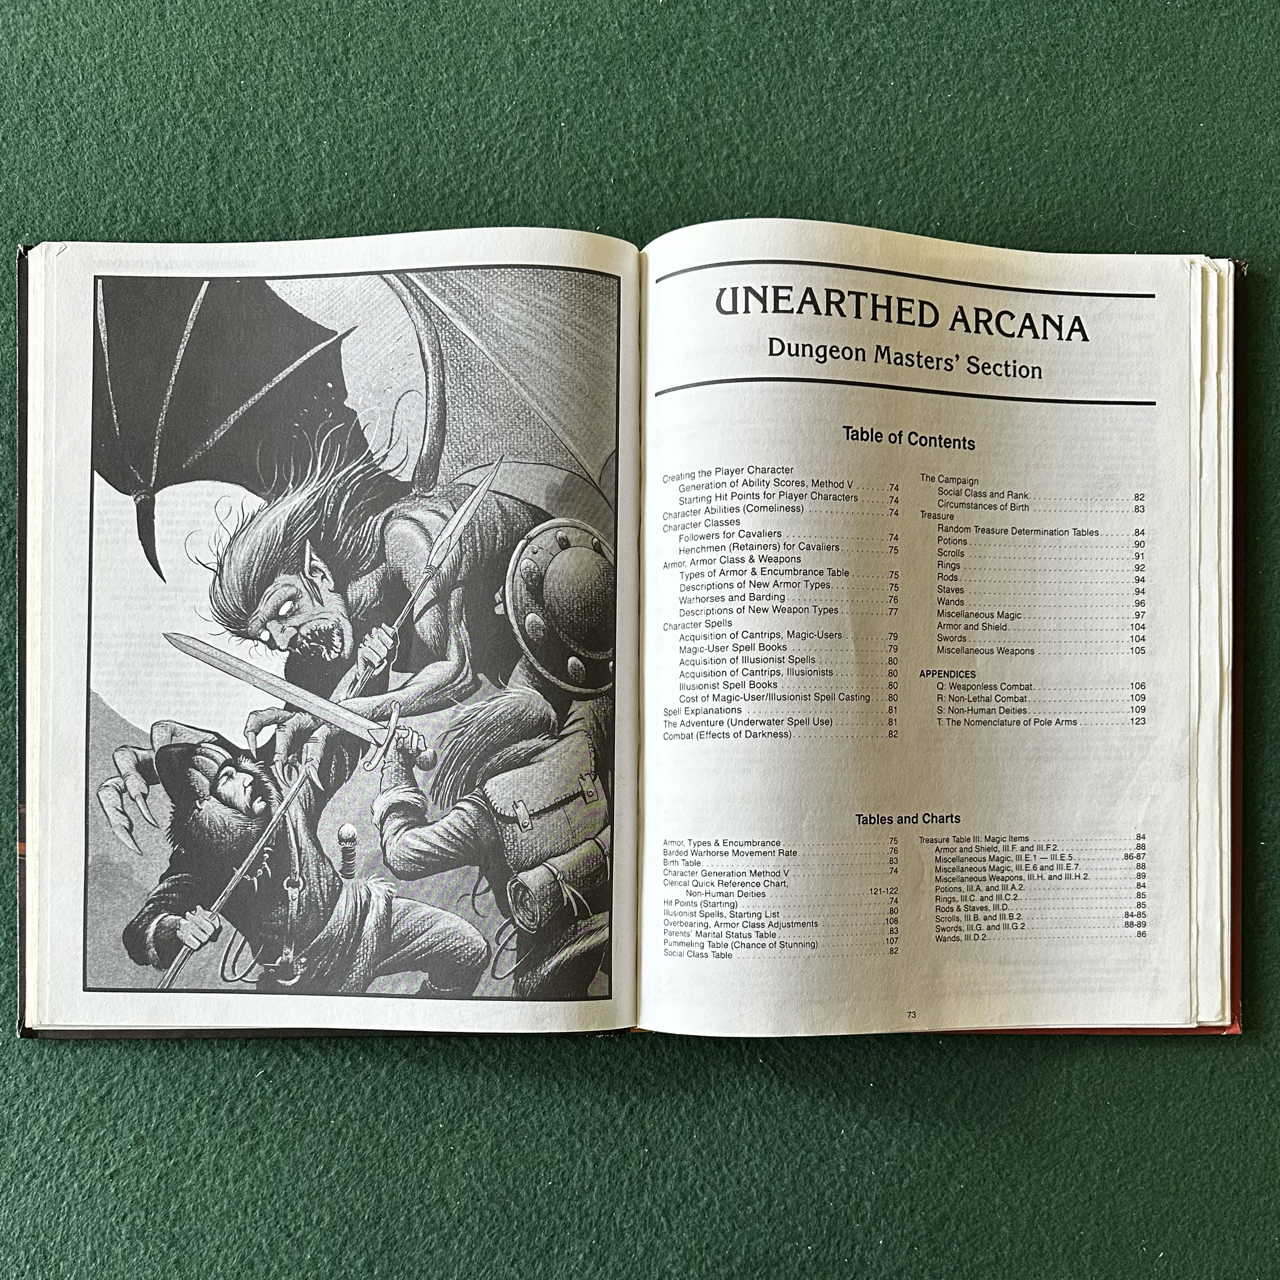 UNEARTHED ARCANA
Dungeon Masters' Section
Table of Contents
Creating the Player Character
Generation of Ability Scores, Method V . . . . . . .74
Starting Hit Points for Player Characters . . . . . .74
Character Abilities (Comeliness) . . . . . . . . . . . .74
Character Classes
Followers for Cavaliers . . . . . . . . . . . . . . . .74
Henchmen (Retainers) for Cavaliers. . . . . . . . .75
Armor, Armor Class & Weapons
Types of Armor & Encumbrance Table . . . . . . .75
Descriptions of New Armor Types. . . . . . . . . .75
Warhorses and Barding . . . . . . . . . . . . . . . .76
Descriptions of New Weapon Types . . . . . . . .77
Character Spells
Acquisition of Cantrips, Magic-Users . . . . . . . .79
Magic-User Spell Books . . . . . . . . . . . . . . . .79
Acquisition of Illusionist Spells . . . . . . . . . . . .80
Acquisition of Cantrips, Illusionists . . . . . . . . .80
Illusionist Spell Books . . . . . . . . . . . . . . . . .80
Cost of Magic-User/Illusionist Spell Casting . . . .80
Spell Explanations . . . . . . . . . . . . . . . . . . . .81
The Adventure (Underwater Spell Use) . . . . . . . .81
Combat (Effects of Darkness). . . . . . . . . . . . . .82
The Campaign
Social Class and Rank. . . . . . . . . . . . . . . . .82
Circumstances of Birth . . . . . . . . . . . . . . . .83
Treasure
Random Treasure Determination Tables . . . . . .84
Potions. . . . . . . . . . . . . . . . . . . . . . . . . .90
Scrolls . . . . . . . . . . . . . . . . . . . . . . . . . .91
Rings . . . . . . . . . . . . . . . . . . . . . . . . . . .92
Rods . . . . . . . . . . . . . . . . . . . . . . . . . . .94
Staves . . . . . . . . . . . . . . . . . . . . . . . . . .94
Wands . . . . . . . . . . . . . . . . . . . . . . . . . .96
Miscellaneous Magic . . . . . . . . . . . . . . . . . .97
Armor and Shield . . . . . . . . . . . . . . . . . . .104
Swords . . . . . . . . . . . . . . . . . . . . . . . . .104
Miscellaneous Weapons . . . . . . . . . . . . . . .105
APPENDICES
Q: Weaponless Combat. . . . . . . . . . . . . . . .106
R: Non-Lethal Combat. . . . . . . . . . . . . . . . .109
S: Non-Human Deities. . . . . . . . . . . . . . . . .109
T: The Nomenclature of Pole Arms . . . . . . . . .123
Tables and Charts
Armor, Types & Encumbrance . . . . . . . . . . . . .75
Barded Warhorse Movement Rate. . . . . . . . . . .76
Birth Table. . . . . . . . . . . . . . . . . . . . . . . . .83
Character Generation Method V . . . . . . . . . . . .74
Clerical Quick Reference Chart,
Non-Human Deities . . . . . . . . . . . . . . . .121-122
Hit Points (Starting) . . . . . . . . . . . . . . . . . . .74
Illusionist Spells, Starting List . . . . . . . . . . . . .80
Overbearing, Armor Class Adjustments . . . . . . .108
Parents' Marital Status Table . . . . . . . . . . . . . .83
Pummeling Table (Chance of Stunning) . . . . . . .107
Social Class Table . . . . . . . . . . . . . . . . . . . .82
Treasure Table III: Magic Items . . . . . . . . . . . .84
Armor and Shield, III.F. and III.F.2. . . . . . . . . .88
Miscellaneous Magic, III.E.1 — III.E.5. . . . . . .86-87
Miscellaneous Magic, III.E.6 and III.E.7. . . . . . .88
Miscellaneous Weapons, III.H. and III.H.2. . . . . .89
Potions, III.A. and III.A.2. . . . . . . . . . . . . . . .84
Rings, III.C. and III.C.2. . . . . . . . . . . . . . . . .85
Rods & Staves, III.D. . . . . . . . . . . . . . . . . . .85
Scrolls, III.B. and III.B.2. . . . . . . . . . . . . . .84-85
Swords, III.G. and III.G.2 . . . . . . . . . . . . . .88-89
Wands, III.D.2. . . . . . . . . . . . . . . . . . . . . . .86
73